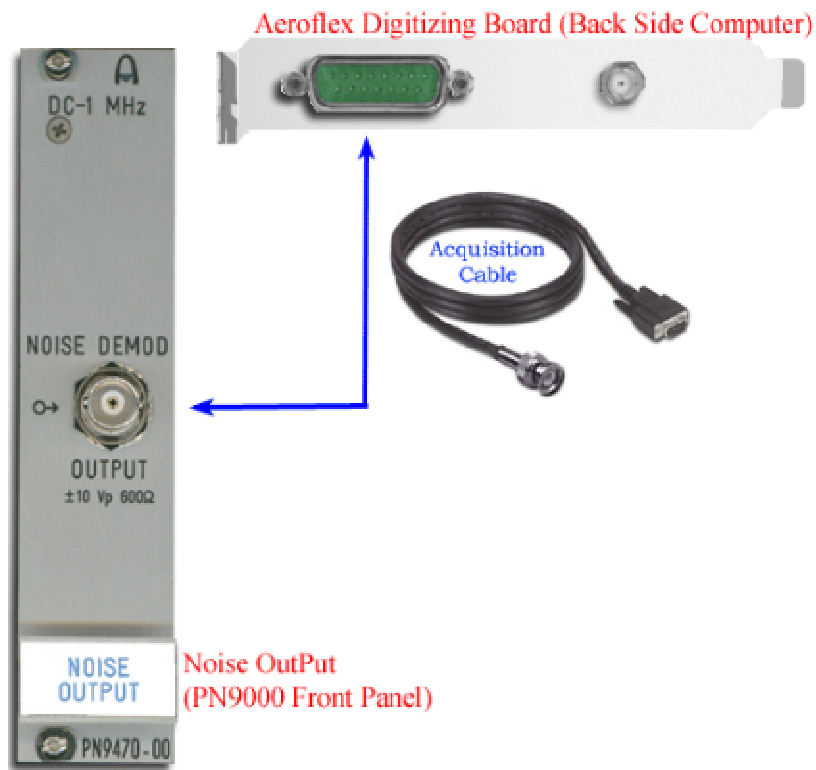 Aeroflex Digitizing Board (Back Side Computer)
DC-1 MHz
Acquisition
Cable
NOISE DEMOD
OUTPUT
±10 Vp 600Ω
NOISE
OUTPUT
Noise OutPut
(PN9000 Front Panel)
PN9470-00